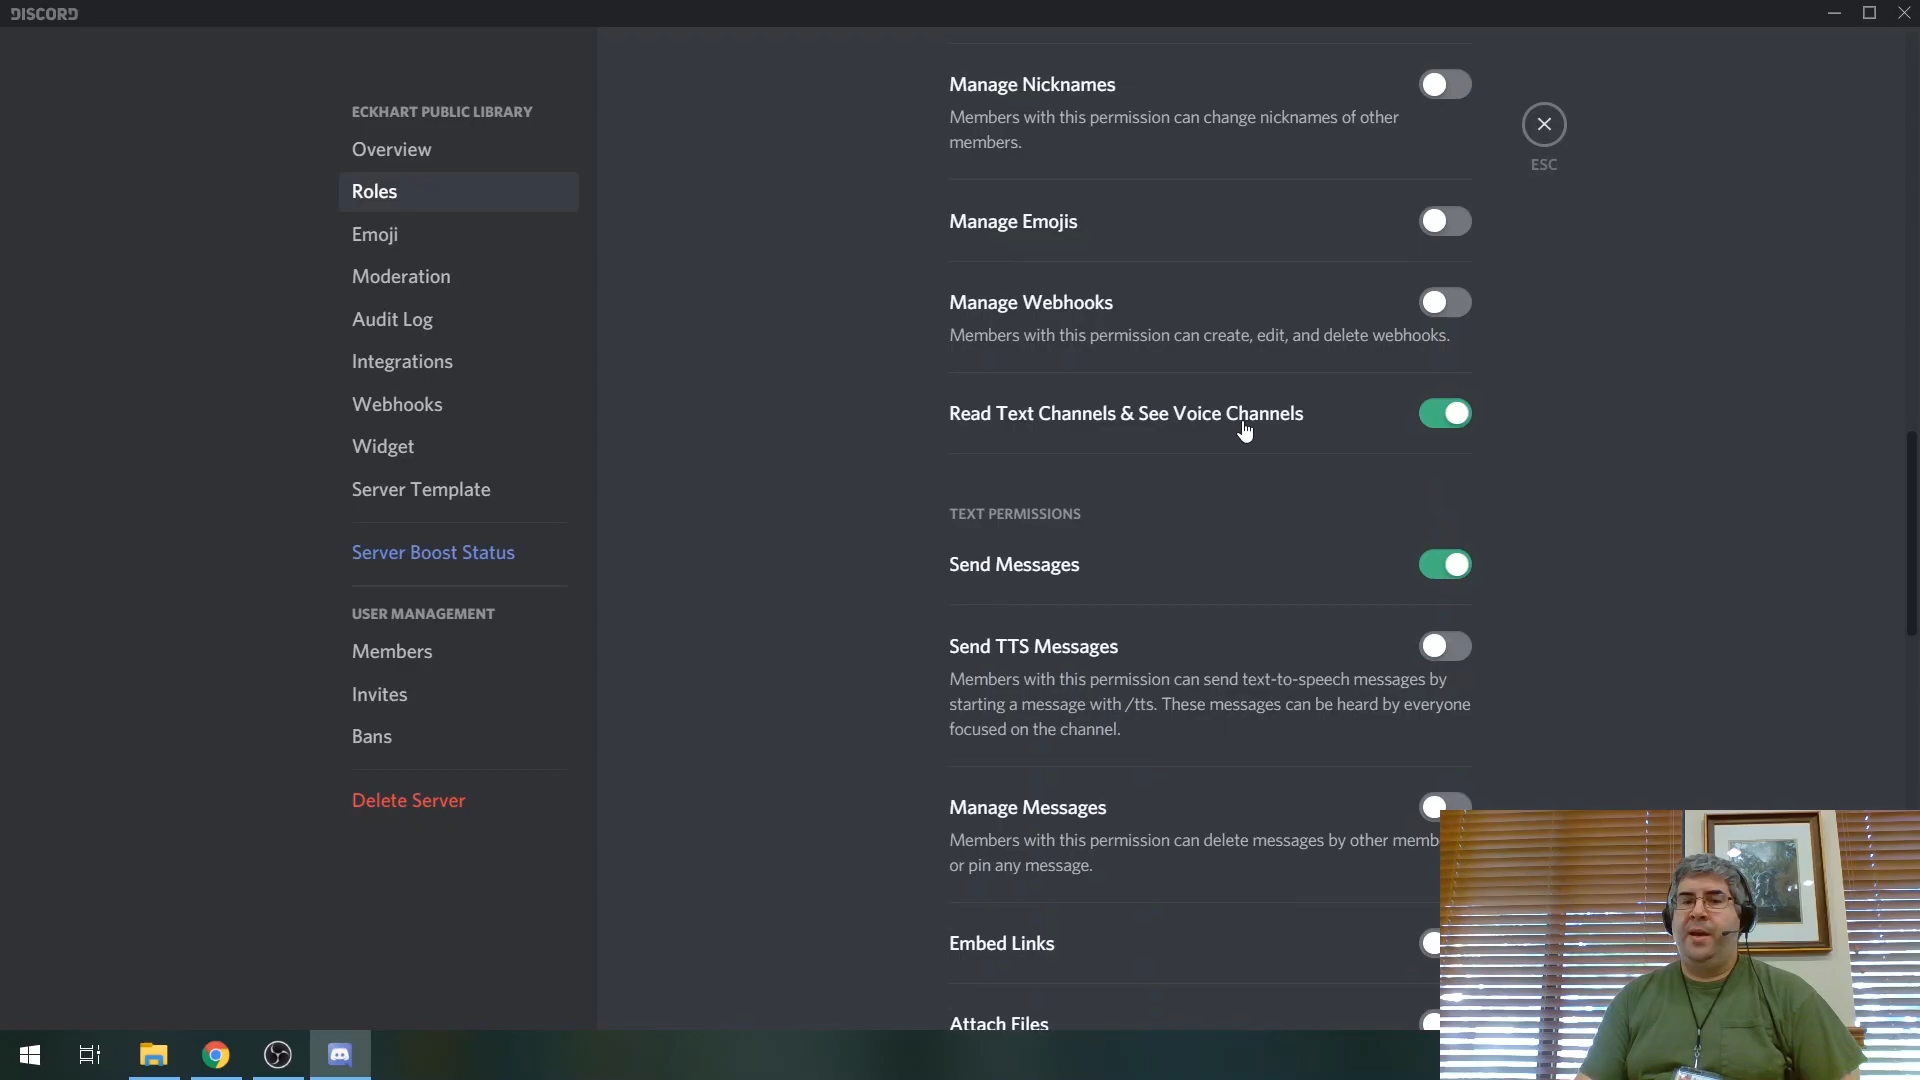 DISCORD
ECKHART PUBLIC LIBRARY
Overview
Roles
Emoji
Moderation
Audit Log
Integrations
Webhooks
Widget
Server Template
Server Boost Status
USER MANAGEMENT
Members
Invites
Bans
Delete Server
Manage Nicknames
Members with this permission can change nicknames of other
members.
ESC
Manage Emojis
Manage Webhooks
Members with this permission can create, edit, and delete webhooks.
Read Text Channels & See Voice Channels
TEXT PERMISSIONS
Send Messages
Send TTS Messages
Members with this permission can send text-to-speech messages by
starting a message with /tts. These messages can be heard by everyone
focused on the channel.
Manage Messages
Members with this permission can delete messages by other memb
or pin any message.
Embed Links
Attach Files